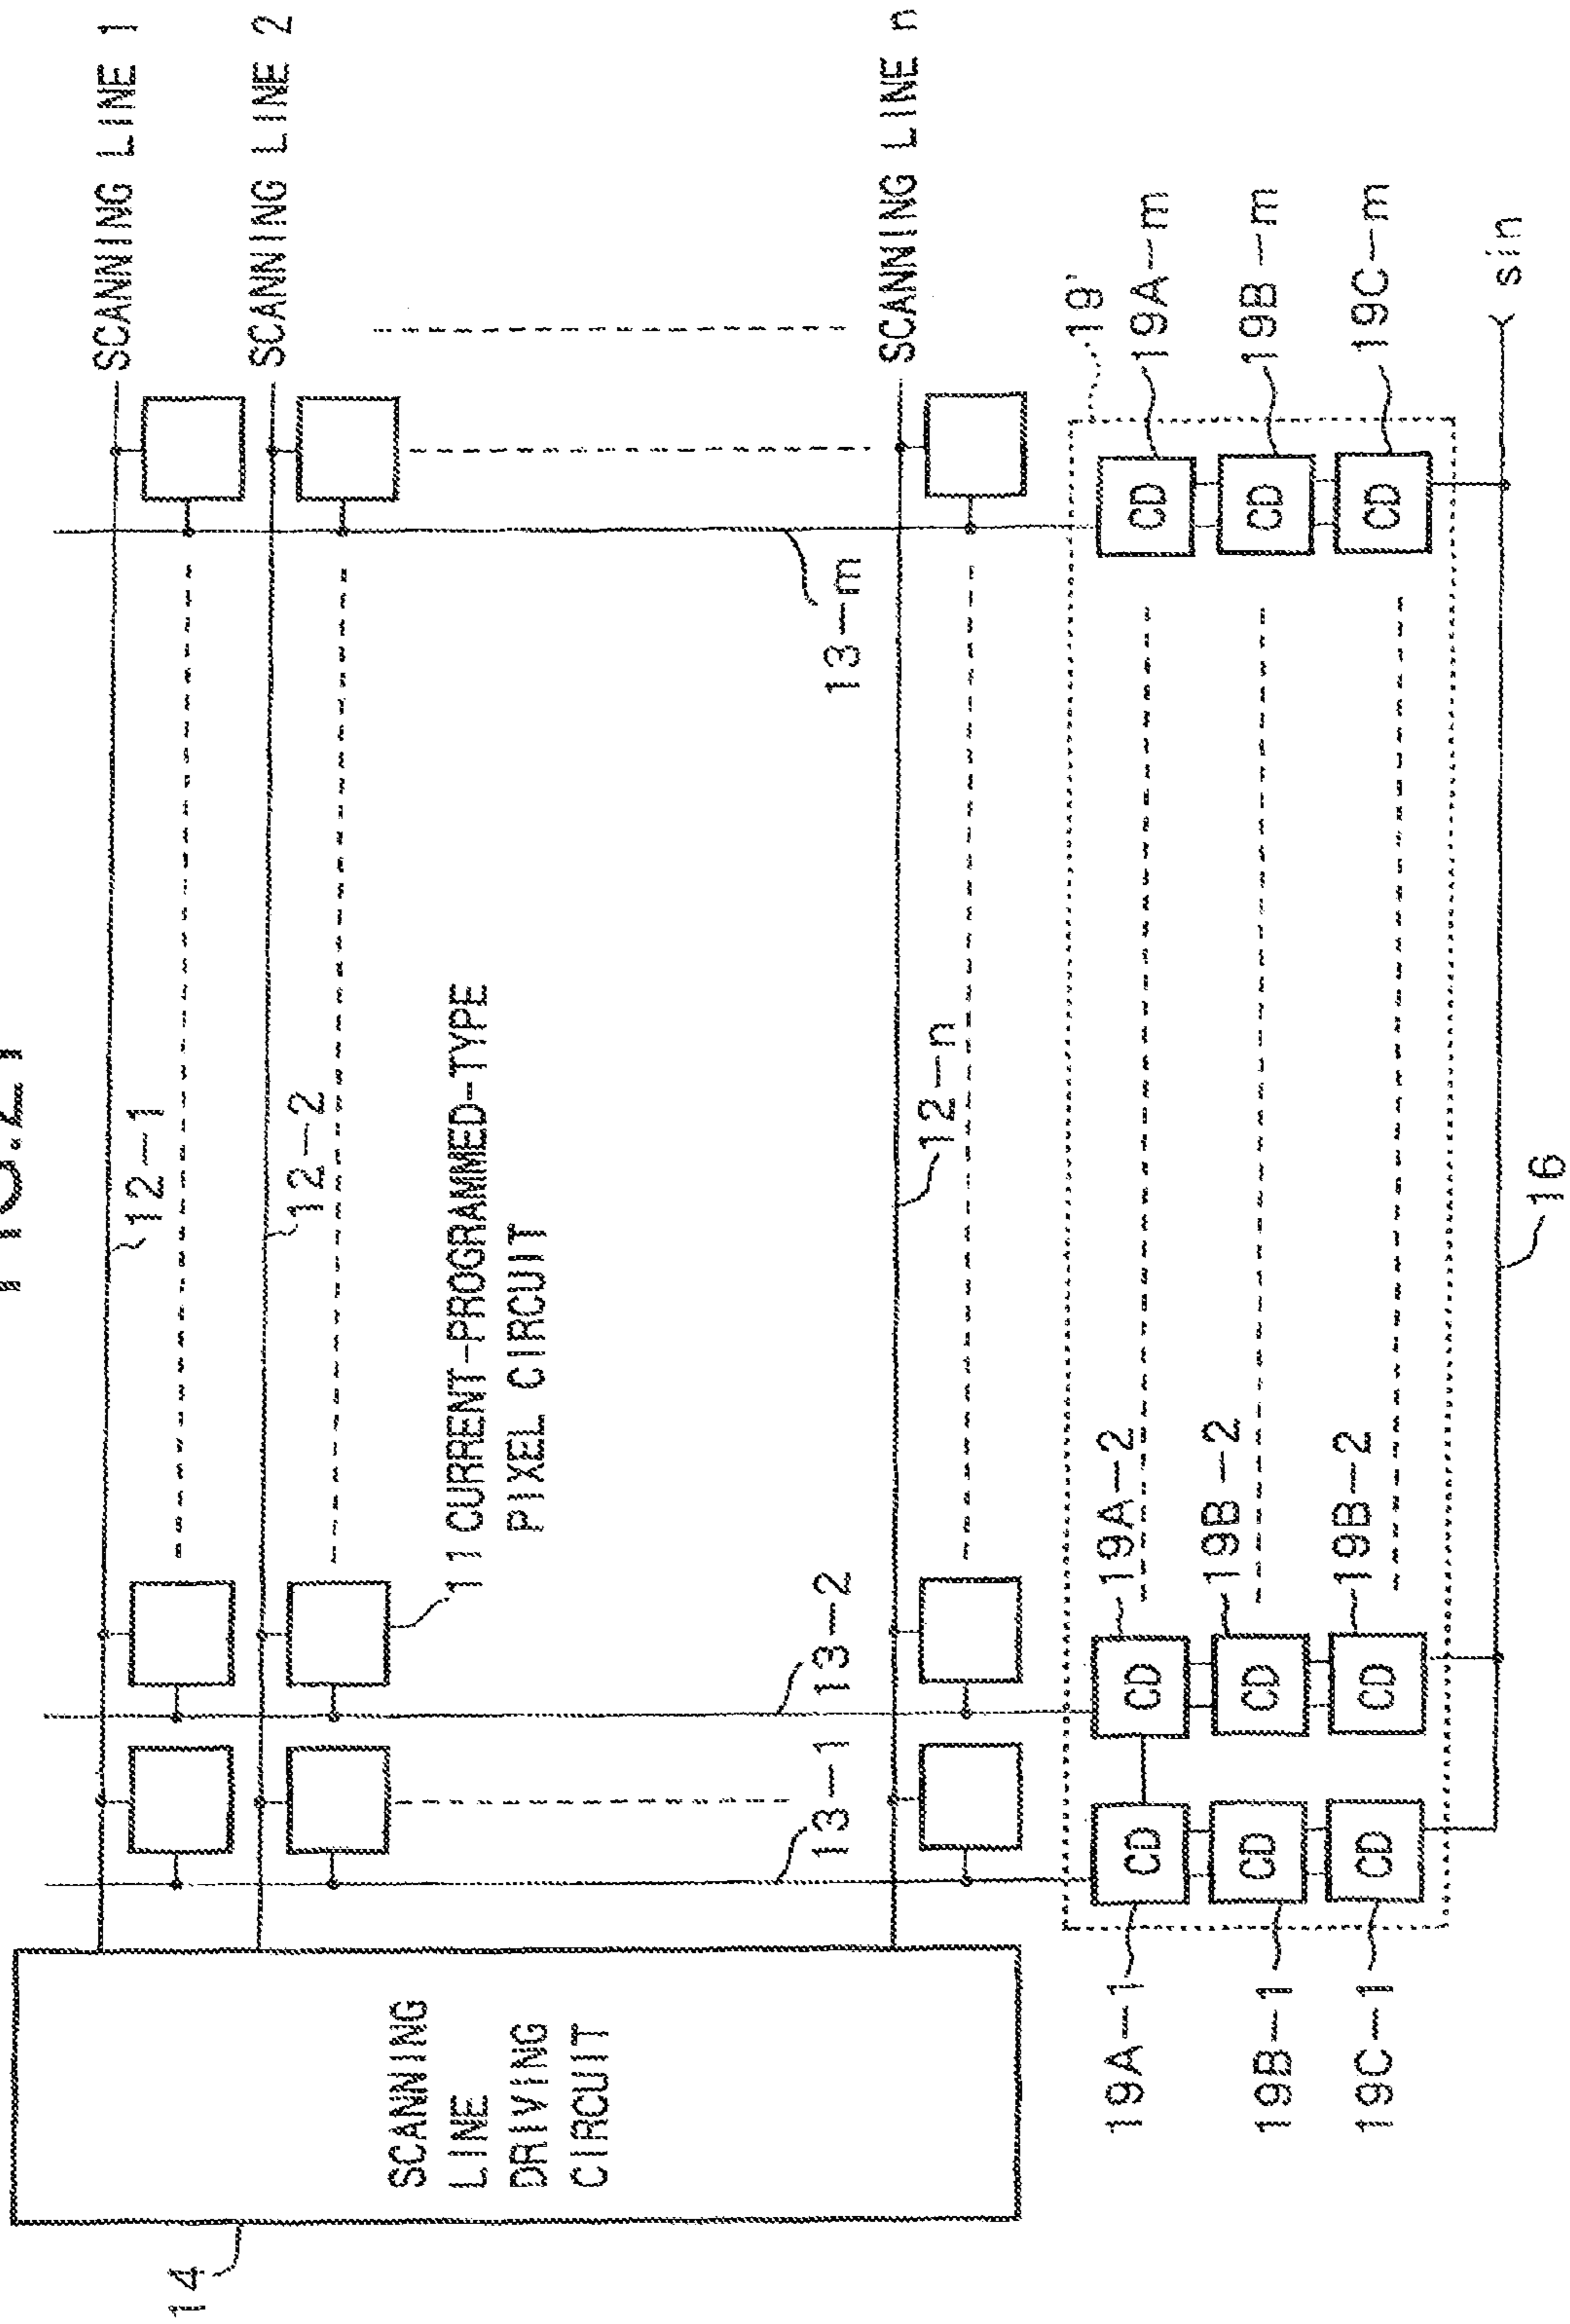 FIG.21
SCANNING LINE 1
SCANNING LINE 2
SCANNING LINE n
12-1
12-2
12-n
11 CURRENT-PROGRAMMED-TYPE
PIXEL CIRCUIT
13-1
13-2
13-m
14
SCANNING
LINE
DRIVING
CIRCUIT
19'
19A-1
19A-2
19A-m
CD
CD
CD
19B-1
19B-2
19B-m
CD
CD
CD
19C-1
19B-2
19C-m
CD
CD
CD
16
sin